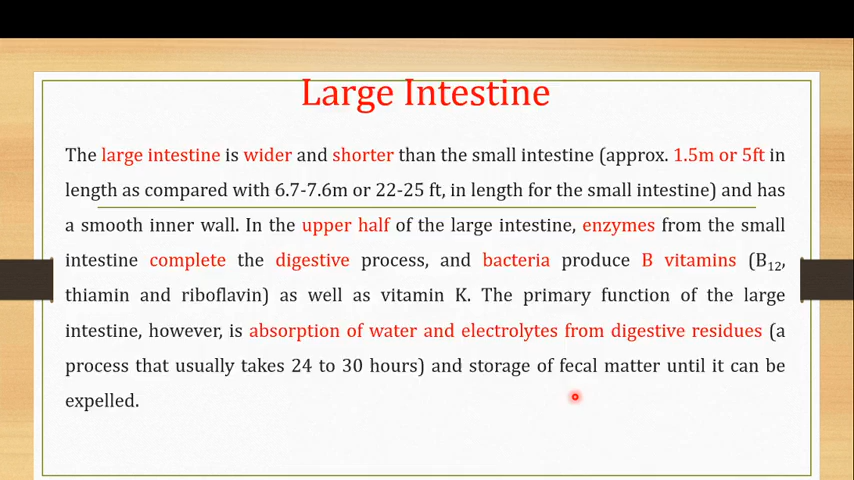 Large Intestine
The large intestine is wider and shorter than the small intestine (approx. 1.5m or 5ft in
length as compared with 6.7-7.6m or 22-25 ft, in length for the small intestine) and has
a smooth inner wall. In the upper half of the large intestine, enzymes from the small
intestine complete the digestive process, and bacteria produce B vitamins (B₁₂,
thiamin and riboflavin) as well as vitamin K. The primary function of the large
intestine, however, is absorption of water and electrolytes from digestive residues (a
process that usually takes 24 to 30 hours) and storage of fecal matter until it can be
expelled.